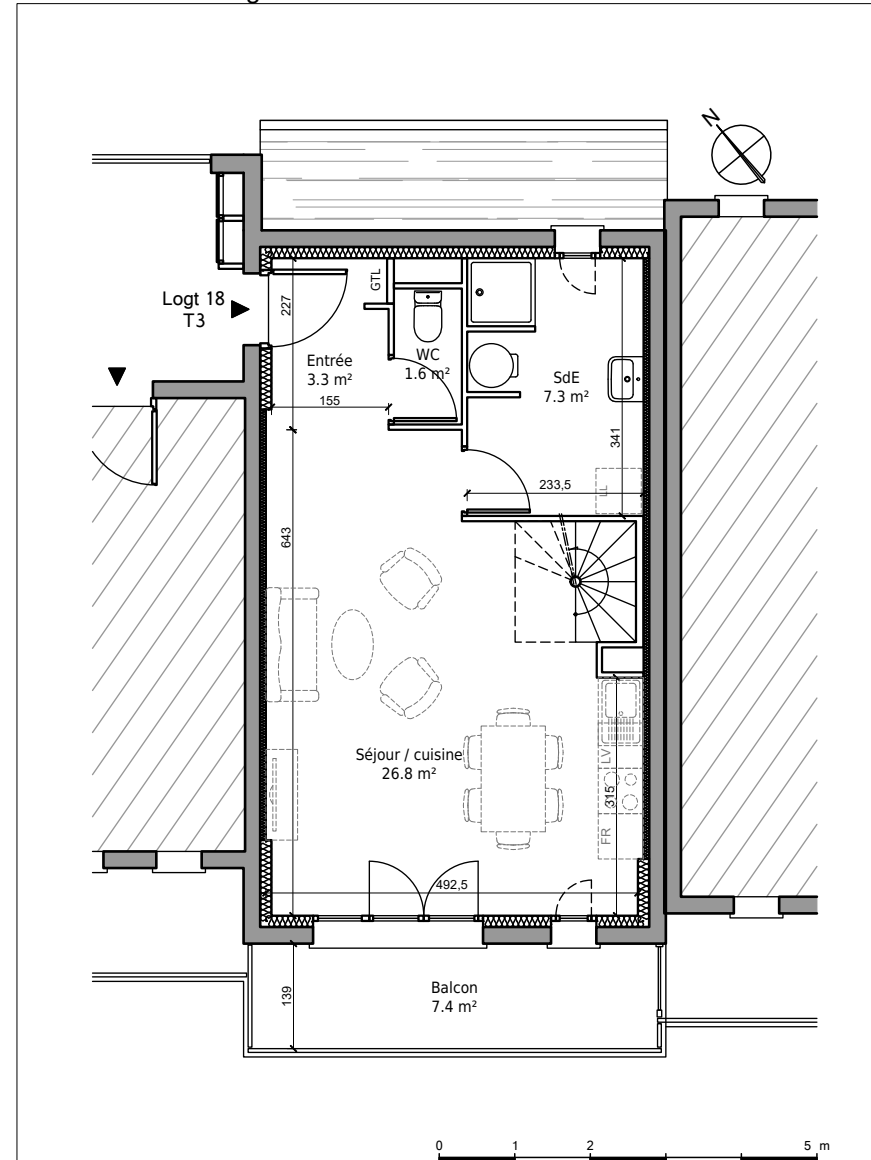 N
Logt 18
T3
227
GTL
Entrée
3.3 m²
WC
1.6 m²
SdE
7.3 m²
155
341
233,5
LL
643
Séjour / cuisine
26.8 m²
LV
315
FR
492,5
139
Balcon
7.4 m²
0 1 2 5 m